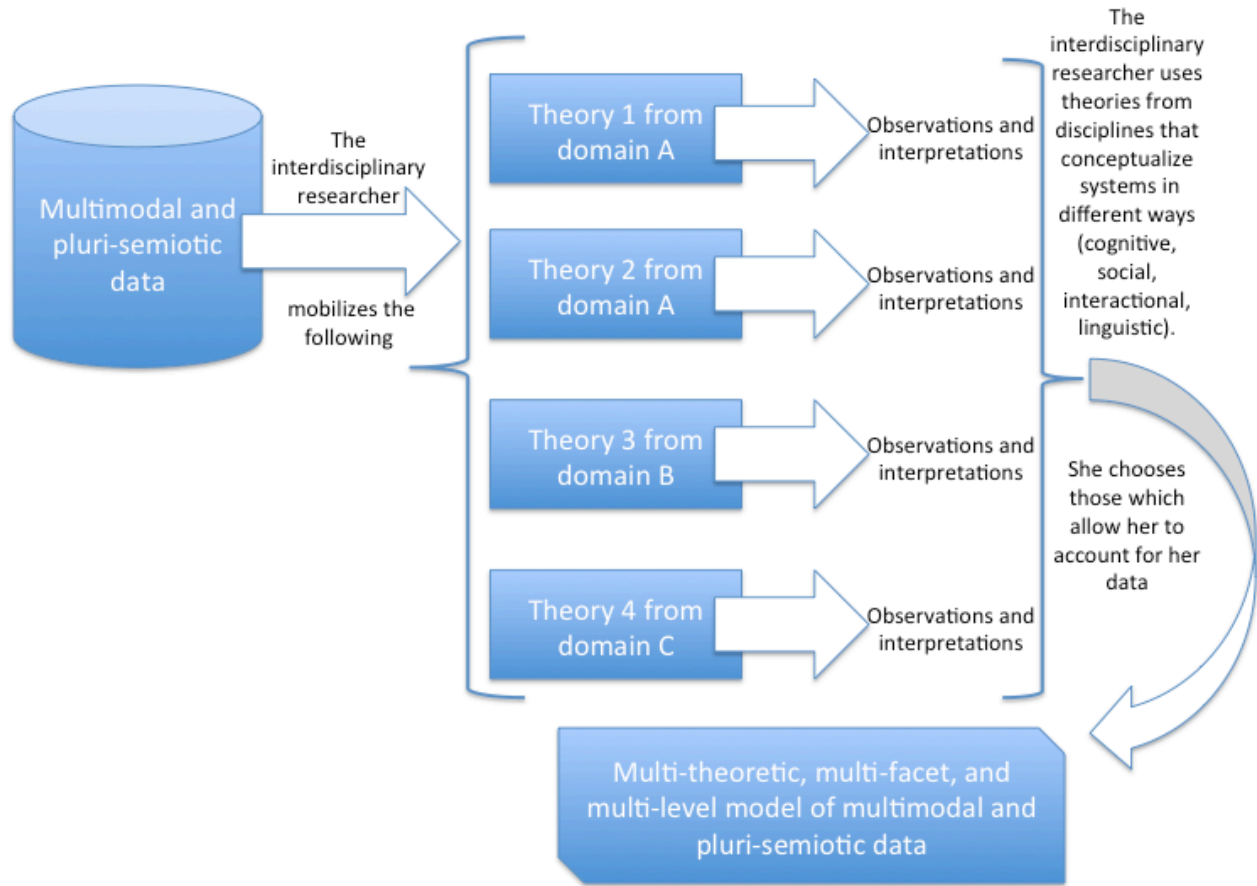 Multimodal and
pluri-semiotic
data
The
interdisciplinary
researcher
mobilizes the
following
Theory 1 from
domain A
Observations and
interpretations
Theory 2 from
domain A
Observations and
interpretations
Theory 3 from
domain B
Observations and
interpretations
Theory 4 from
domain C
Observations and
interpretations
The
interdisciplinary
researcher uses
theories from
disciplines that
conceptualize
systems in
different ways
(cognitive,
social,
interactional,
linguistic).
She chooses
those which
allow her to
account for her
data
Multi-theoretic, multi-facet, and
multi-level model of multimodal and
pluri-semiotic data